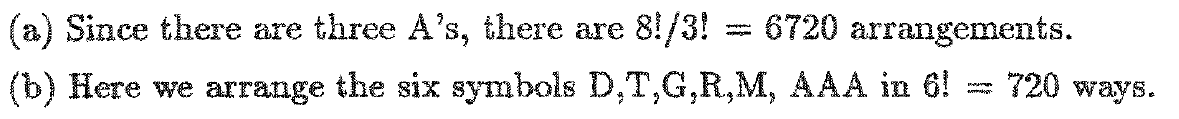 (a) Since there are three A's, there are 8!/3! = 6720 arrangements.
(b) Here we arrange the six symbols D,T,G,R,M, AAA in 6! = 720 ways.